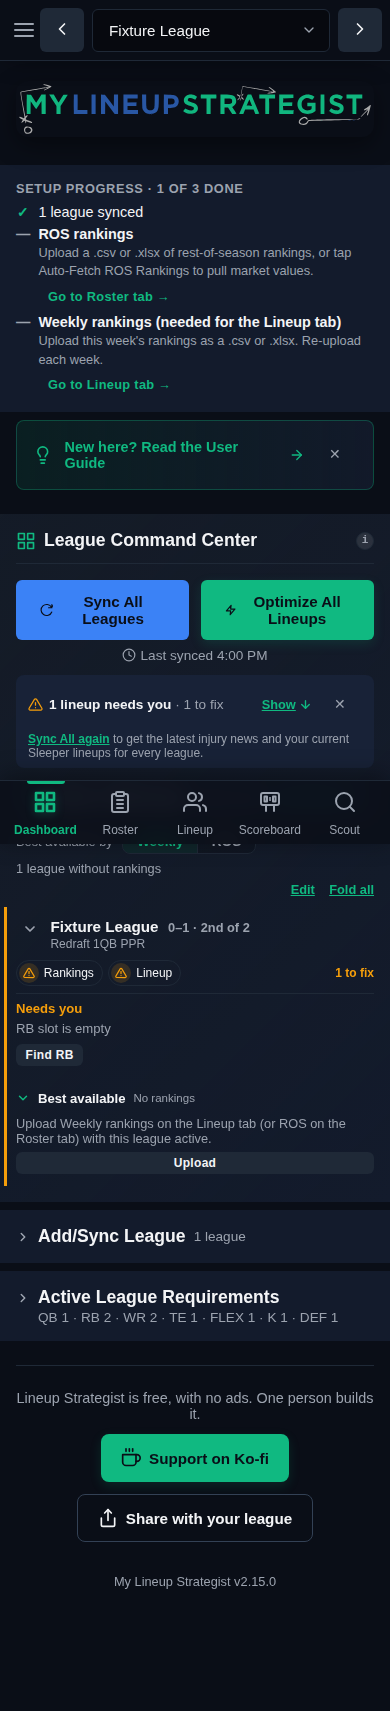 Fixture League
MY LINEUP STRATEGIST
SETUP PROGRESS · 1 OF 3 DONE
✓ 1 league synced
— ROS rankings
Upload a .csv or .xlsx of rest-of-season rankings, or tap
Auto-Fetch ROS Rankings to pull market values.
Go to Roster tab →
— Weekly rankings (needed for the Lineup tab)
Upload this week's rankings as a .csv or .xlsx. Re-upload
each week.
Go to Lineup tab →
New here? Read the User
Guide
→ ✕
League Command Center
i
Sync All
Leagues
Optimize All
Lineups
Last synced 4:00 PM
1 lineup needs you · 1 to fix
Show ↓ ✕
Sync All again to get the latest injury news and your current
Sleeper lineups for every league.
Dashboard Roster Lineup Scoreboard Scout
Best available by Weekly ROS
1 league without rankings
Edit Fold all
Fixture League 0–1 · 2nd of 2
Redraft 1QB PPR
Rankings Lineup 1 to fix
Needs you
RB slot is empty
Find RB
Best available No rankings
Upload Weekly rankings on the Lineup tab (or ROS on the
Roster tab) with this league active.
Upload
Add/Sync League 1 league
Active League Requirements
QB 1 · RB 2 · WR 2 · TE 1 · FLEX 1 · K 1 · DEF 1
Lineup Strategist is free, with no ads. One person builds
it.
Support on Ko-fi
Share with your league
My Lineup Strategist v2.15.0